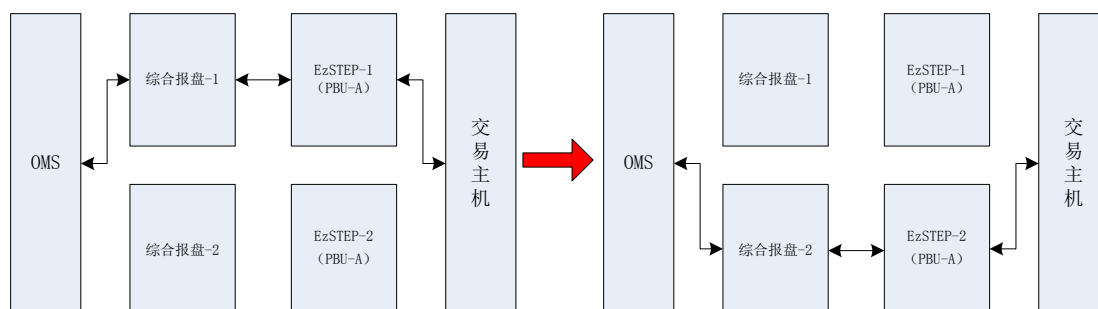 OMS
综合报盘-1
EzSTEP-1
(PBU-A)
综合报盘-2
EzSTEP-2
(PBU-A)
交易主机
OMS
综合报盘-1
EzSTEP-1
(PBU-A)
综合报盘-2
EzSTEP-2
(PBU-A)
交易主机